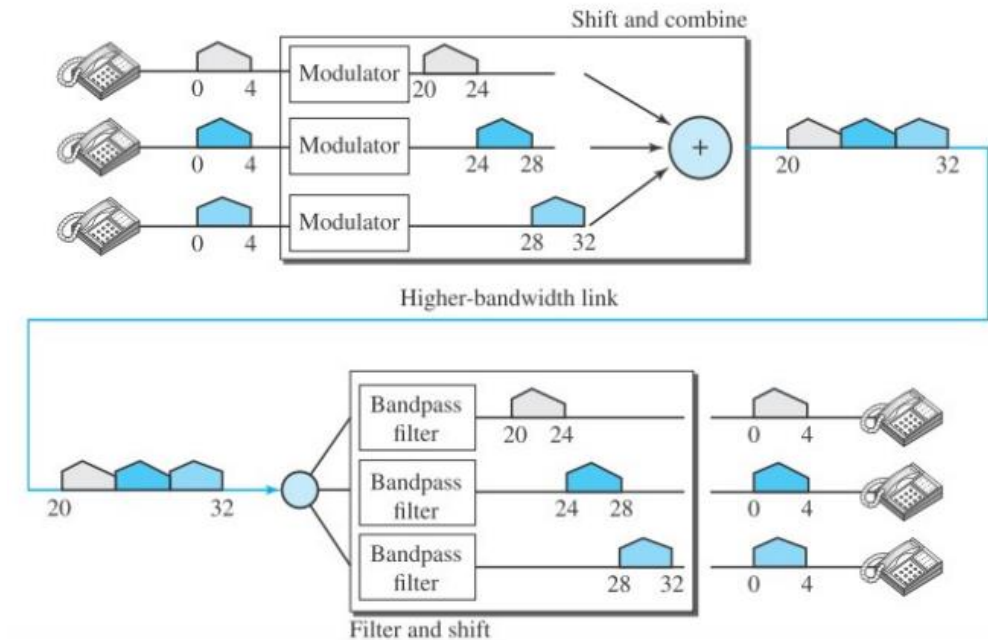 Shift and combine
0 4 Modulator 20 24
0 4 Modulator 24 28 + 20 32
0 4 Modulator 28 32
Higher-bandwidth link
Bandpass
filter
20 24 0 4
20 32
Bandpass
filter
24 28 0 4
Bandpass
filter
28 32 0 4
Filter and shift